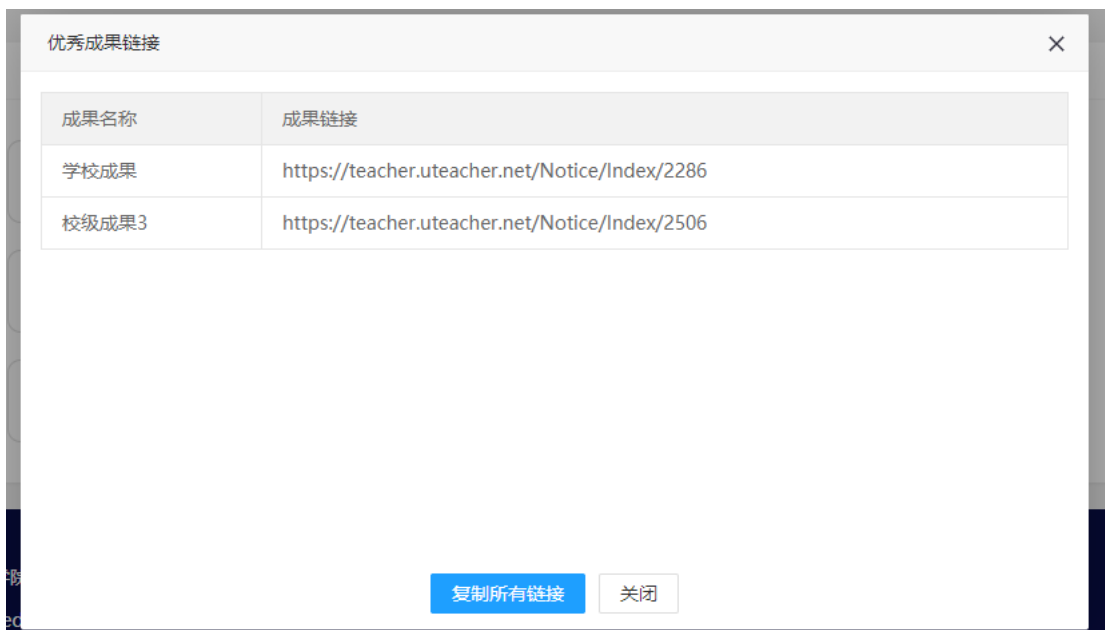 优秀成果链接
成果名称 成果链接
学校成果 https://teacher.uteacher.net/Notice/Index/2286
校级成果3 https://teacher.uteacher.net/Notice/Index/2506
复制所有链接 关闭